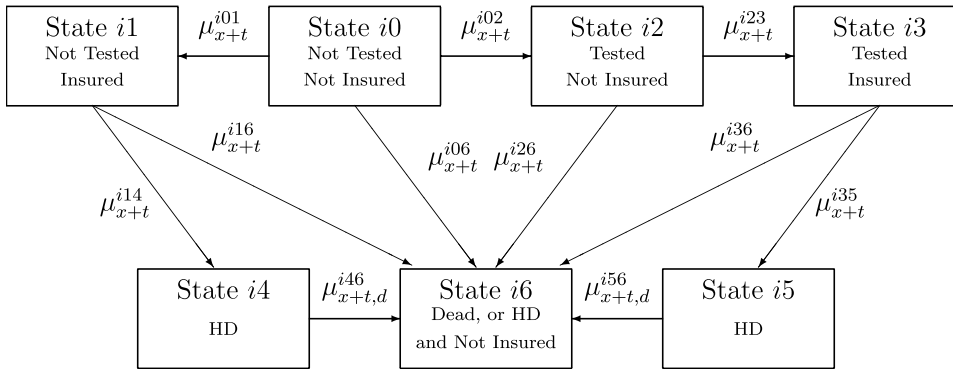 State i1
Not Tested
Insured
μ^{i01}_{x+t}
State i0
Not Tested
Not Insured
μ^{i02}_{x+t}
State i2
Tested
Not Insured
μ^{i23}_{x+t}
State i3
Tested
Insured
μ^{i14}_{x+t}
μ^{i16}_{x+t}
μ^{i06}_{x+t}
μ^{i26}_{x+t}
μ^{i36}_{x+t}
μ^{i35}_{x+t}
State i4
HD
μ^{i46}_{x+t,d}
State i6
Dead, or HD
and Not Insured
μ^{i56}_{x+t,d}
State i5
HD